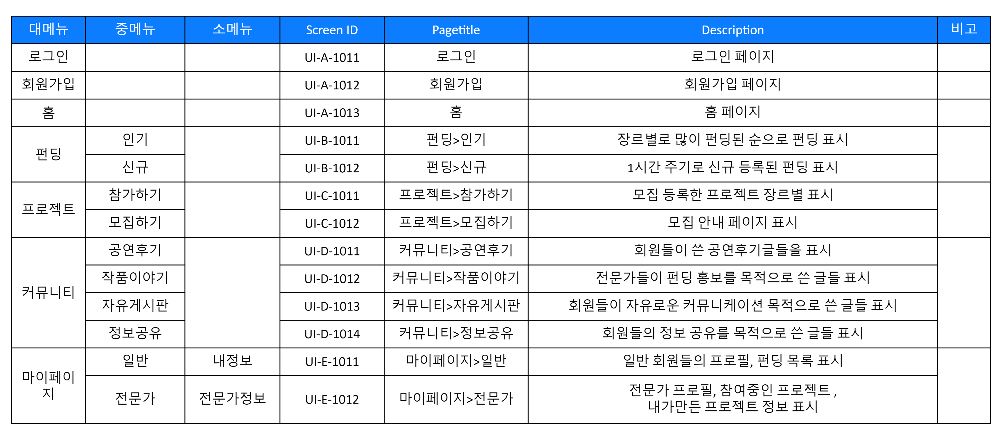 대메뉴 중메뉴 소메뉴 Screen ID Pagetitle Description 비고
로그인 UI-A-1011 로그인 로그인 페이지
회원가입 UI-A-1012 회원가입 회원가입 페이지
홈 UI-A-1013 홈 홈 페이지
펀딩
인기 UI-B-1011 펀딩>인기 장르별로 많이 펀딩된 순으로 펀딩 표시
신규 UI-B-1012 펀딩>신규 1시간 주기로 신규 등록된 펀딩 표시
프로젝트
참가하기 UI-C-1011 프로젝트>참가하기 모집 등록한 프로젝트 장르별 표시
모집하기 UI-C-1012 프로젝트>모집하기 모집 안내 페이지 표시
커뮤니티
공연후기 UI-D-1011 커뮤니티>공연후기 회원들이 쓴 공연후기글들을 표시
작품이야기 UI-D-1012 커뮤니티>작품이야기 전문가들이 펀딩 홍보를 목적으로 쓴 글들 표시
자유게시판 UI-D-1013 커뮤니티>자유게시판 회원들이 자유로운 커뮤니케이션 목적으로 쓴 글들 표시
정보공유 UI-D-1014 커뮤니티>정보공유 회원들의 정보 공유를 목적으로 쓴 글들 표시
마이페이
지
일반 내정보 UI-E-1011 마이페이지>일반 일반 회원들의 프로필, 펀딩 목록 표시
전문가 전문가정보 UI-E-1012 마이페이지>전문가 전문가 프로필, 참여중인 프로젝트 ,
내가만든 프로젝트 정보 표시